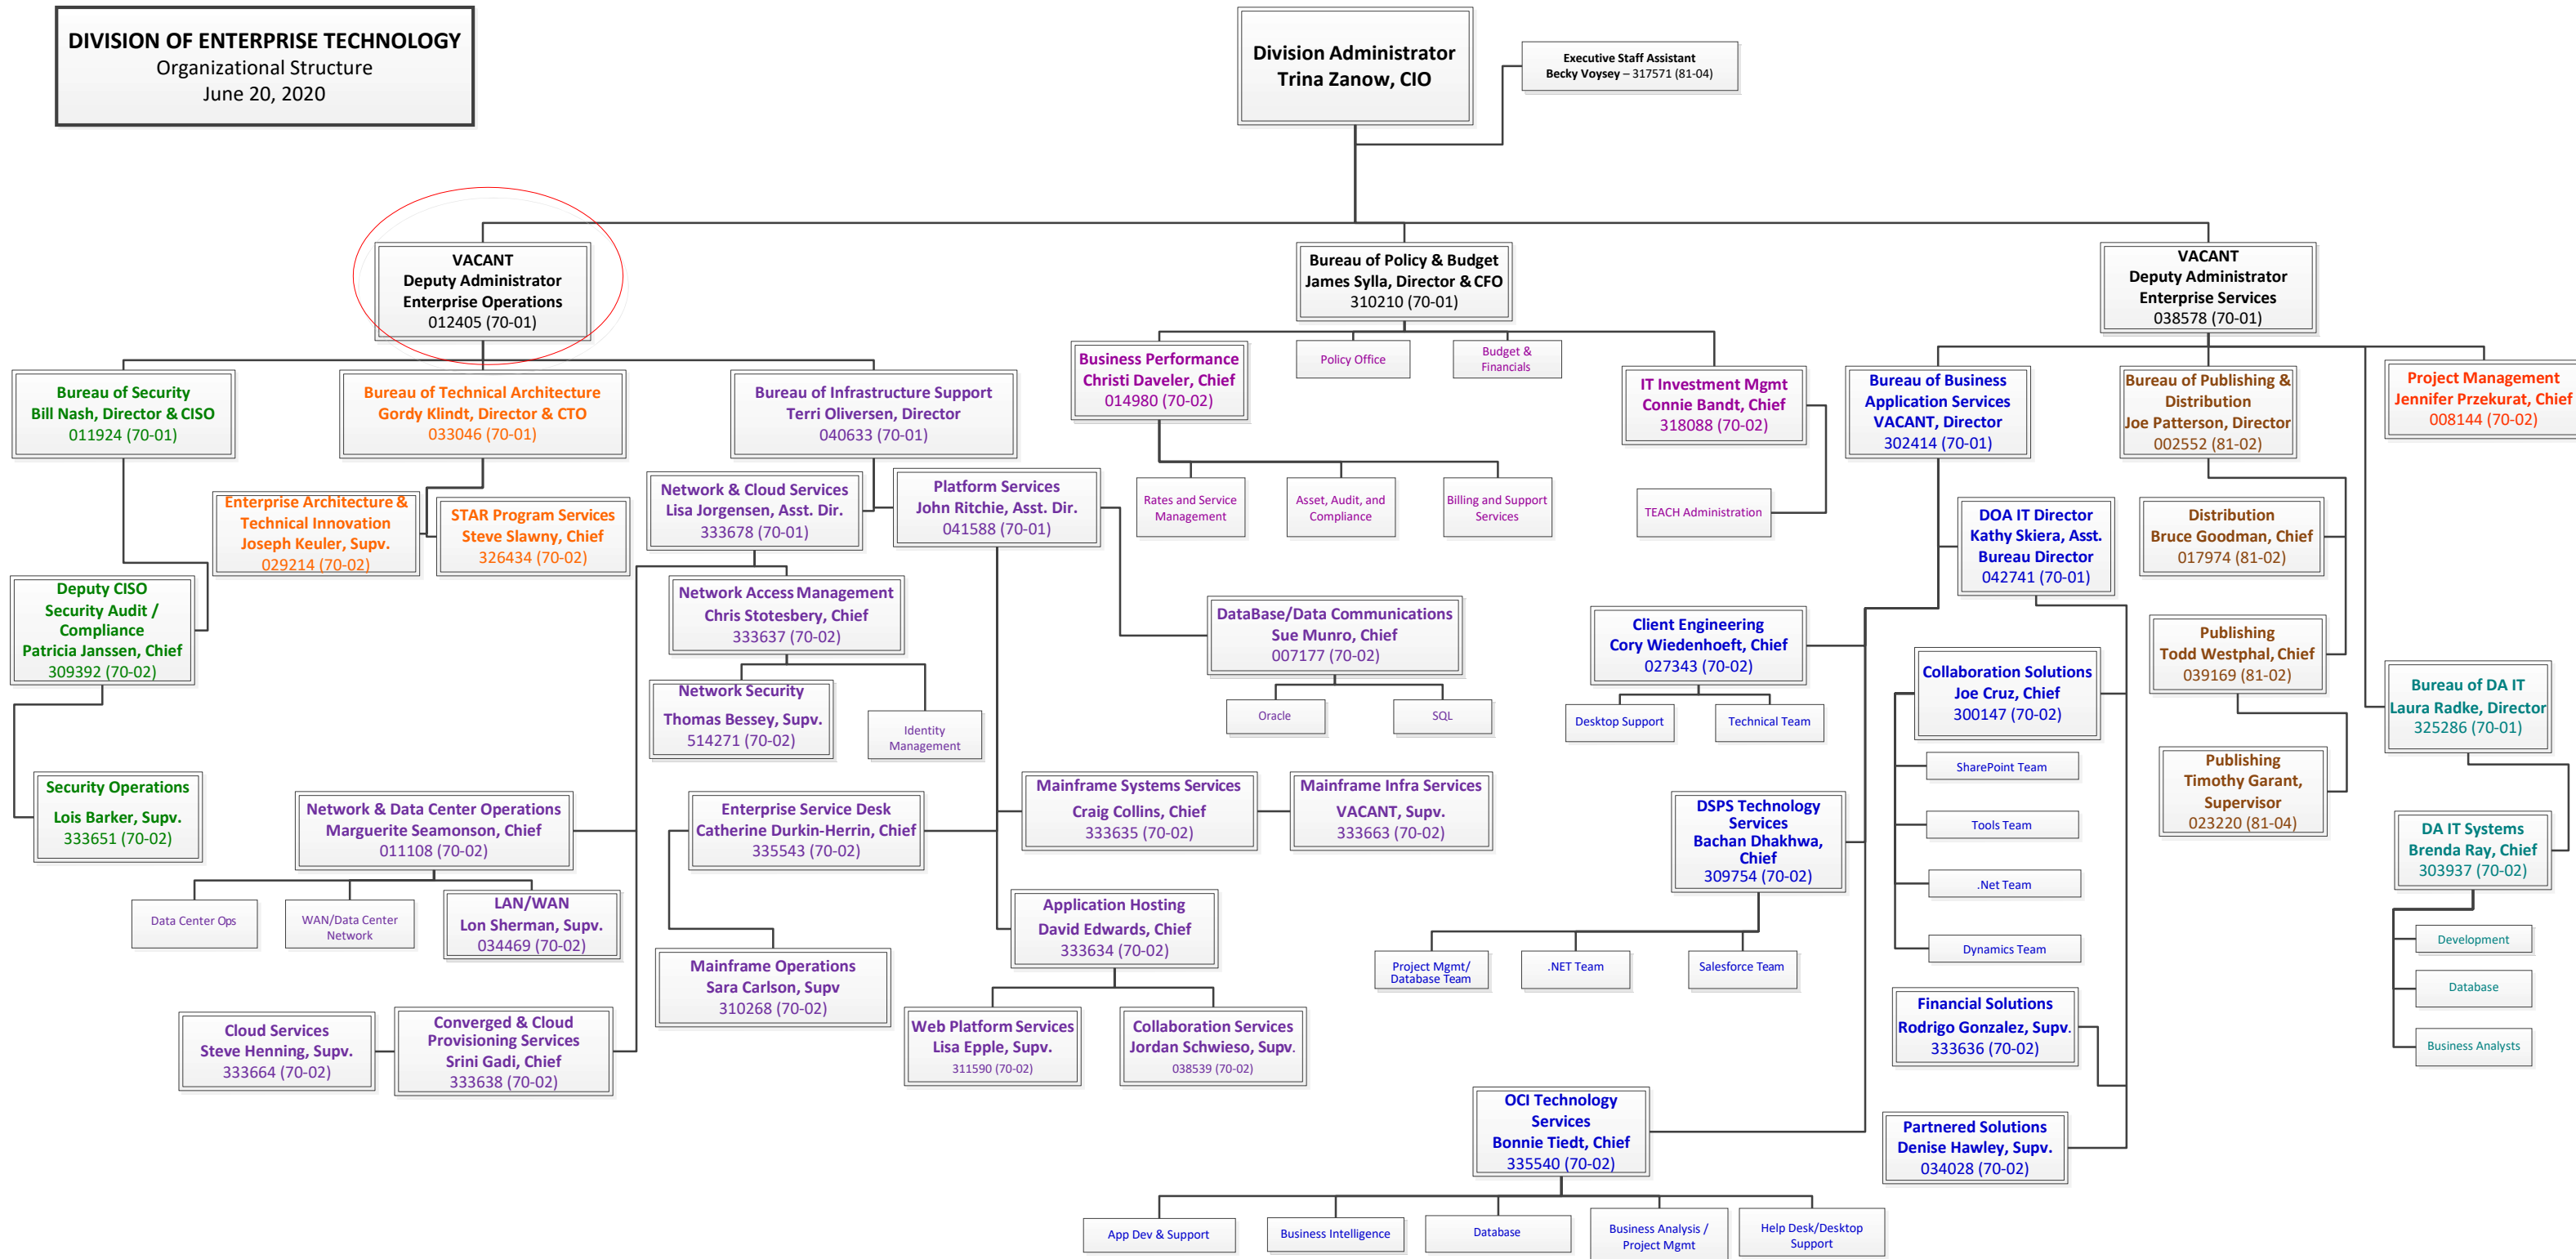 DIVISION OF ENTERPRISE TECHNOLOGY
Organizational Structure
June 20, 2020
Division Administrator
Trina Zanow, CIO
Executive Staff Assistant
Becky Voysey – 317571 (81-04)
VACANT
Deputy Administrator
Enterprise Operations
012405 (70-01)
Bureau of Policy & Budget
James Sylla, Director & CFO
310210 (70-01)
VACANT
Deputy Administrator
Enterprise Services
038578 (70-01)
Bureau of Security
Bill Nash, Director & CISO
011924 (70-01)
Bureau of Technical Architecture
Gordy Klindt, Director & CTO
033046 (70-01)
Bureau of Infrastructure Support
Terri Oliversen, Director
040633 (70-01)
Business Performance
Christi Daveler, Chief
014980 (70-02)
Policy Office
Budget &
Financials
IT Investment Mgmt
Connie Bandt, Chief
318088 (70-02)
Bureau of Business
Application Services
VACANT, Director
302414 (70-01)
Bureau of Publishing &
Distribution
Joe Patterson, Director
002552 (81-02)
Project Management
Jennifer Przekurat, Chief
008144 (70-02)
Enterprise Architecture &
Technical Innovation
Joseph Keuler, Supv.
029214 (70-02)
STAR Program Services
Steve Slawny, Chief
326434 (70-02)
Network & Cloud Services
Lisa Jorgensen, Asst. Dir.
333678 (70-01)
Platform Services
John Ritchie, Asst. Dir.
041588 (70-01)
Rates and Service
Management
Asset, Audit, and
Compliance
Billing and Support
Services
TEACH Administration
DOA IT Director
Kathy Skiera, Asst.
Bureau Director
042741 (70-01)
Distribution
Bruce Goodman, Chief
017974 (81-02)
Deputy CISO
Security Audit /
Compliance
Patricia Janssen, Chief
309392 (70-02)
Network Access Management
Chris Stotesbery, Chief
333637 (70-02)
DataBase/Data Communications
Sue Munro, Chief
007177 (70-02)
Client Engineering
Cory Wiedenhoeft, Chief
027343 (70-02)
Collaboration Solutions
Joe Cruz, Chief
300147 (70-02)
Publishing
Todd Westphal, Chief
039169 (81-02)
Bureau of DA IT
Laura Radke, Director
325286 (70-01)
Network Security
Thomas Bessey, Supv.
514271 (70-02)
Identity
Management
Oracle
SQL
Desktop Support
Technical Team
SharePoint Team
Tools Team
.Net Team
Dynamics Team
Publishing
Timothy Garant,
Supervisor
023220 (81-04)
Security Operations
Lois Barker, Supv.
333651 (70-02)
Network & Data Center Operations
Marguerite Seamonson, Chief
011108 (70-02)
Enterprise Service Desk
Catherine Durkin-Herrin, Chief
335543 (70-02)
Mainframe Systems Services
Craig Collins, Chief
333635 (70-02)
Mainframe Infra Services
VACANT, Supv.
333663 (70-02)
DSPS Technology
Services
Bachan Dhakhwa,
Chief
309754 (70-02)
DA IT Systems
Brenda Ray, Chief
303937 (70-02)
Data Center Ops
WAN/Data Center
Network
LAN/WAN
Lon Sherman, Supv.
034469 (70-02)
Application Hosting
David Edwards, Chief
333634 (70-02)
Project Mgmt/
Database Team
.NET Team
Salesforce Team
Development
Database
Business Analysts
Mainframe Operations
Sara Carlson, Supv
310268 (70-02)
Cloud Services
Steve Henning, Supv.
333664 (70-02)
Converged & Cloud
Provisioning Services
Srini Gadi, Chief
333638 (70-02)
Web Platform Services
Lisa Epple, Supv.
311590 (70-02)
Collaboration Services
Jordan Schwieso, Supv.
038539 (70-02)
Financial Solutions
Rodrigo Gonzalez, Supv.
333636 (70-02)
OCI Technology
Services
Bonnie Tiedt, Chief
335540 (70-02)
Partnered Solutions
Denise Hawley, Supv.
034028 (70-02)
App Dev & Support
Business Intelligence
Database
Business Analysis /
Project Mgmt
Help Desk/Desktop
Support